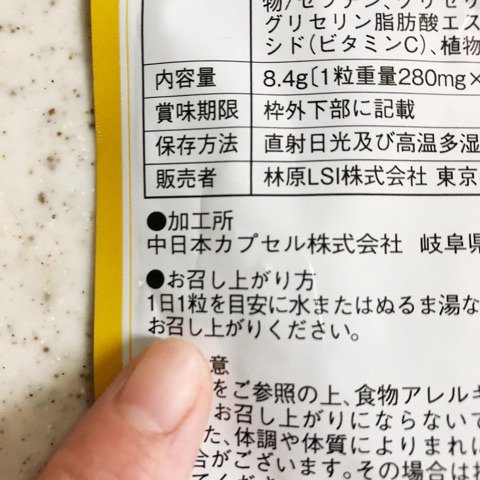 物/ゼラチン、グリセリ
グリセリン脂肪酸エス
シド(ビタミンC)、植物
内容量 8.4g〔1粒重量280mg×
賞味期限 枠外下部に記載
保存方法 直射日光及び高温多湿
販売者 林原LSI株式会社 東京
●加工所
中日本カプセル株式会社 岐阜県
●お召し上がり方
1日1粒を目安に水またはぬるま湯な
お召し上がりください。
意
をご参照の上、食物アレルギ
お召し上がりにならないで
た、体調や体質によりまれに
合がございます。その場合は
ください